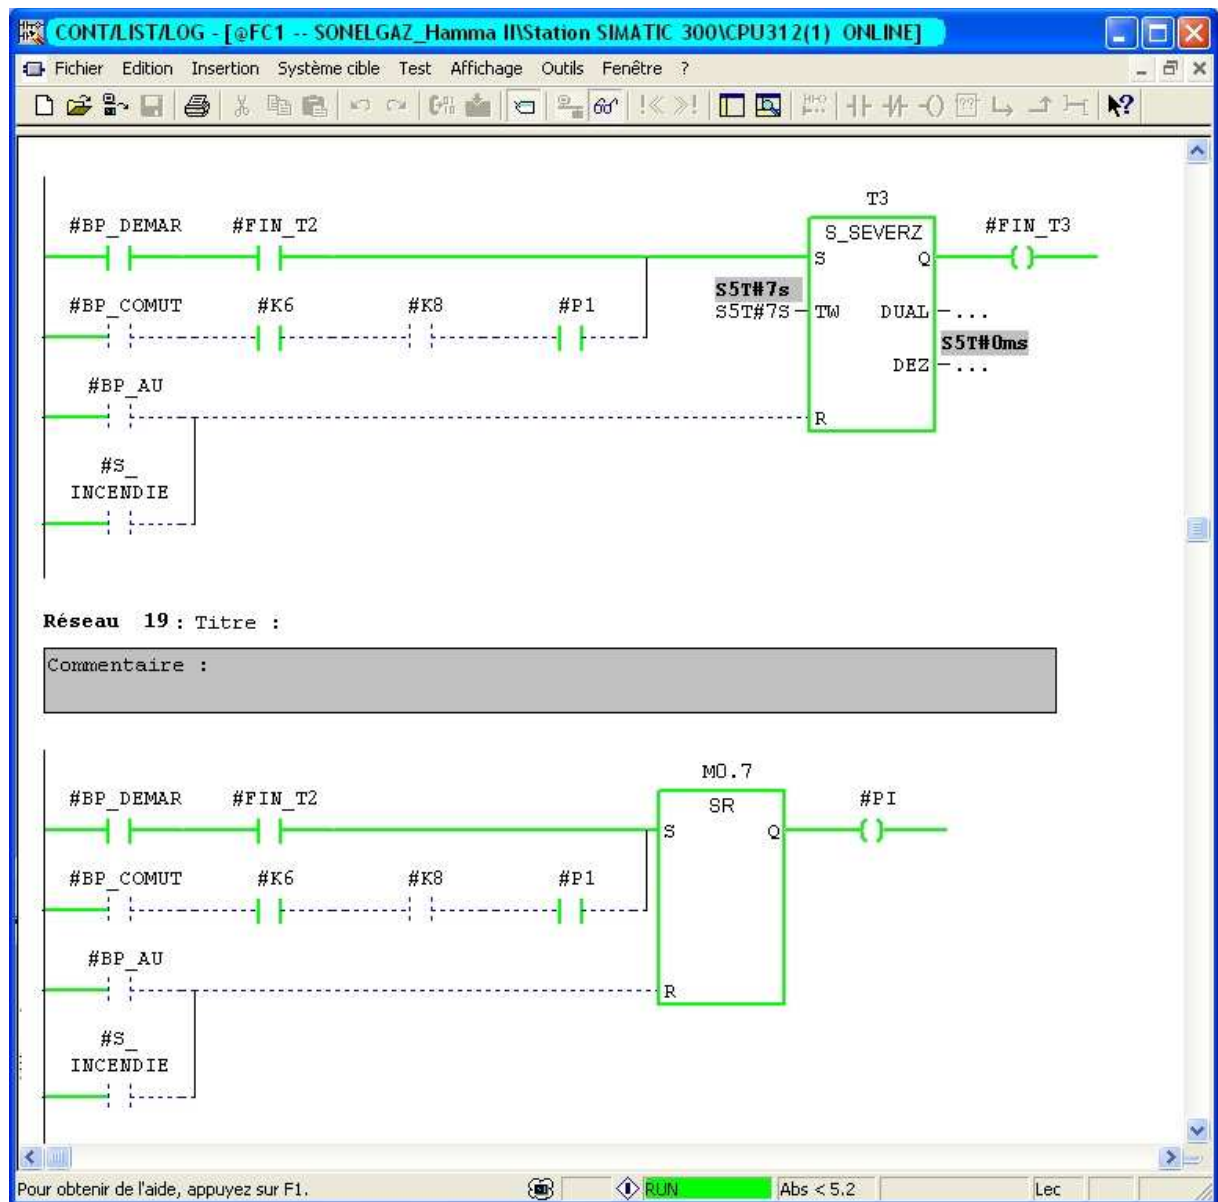 CONT/LIST/LOG - [@FC1 -- SONELGAZ_Hamma II\Station SIMATIC 300\CPU312(1) ONLINE]
Fichier Edition Insertion Système cible Test Affichage Outils Fenêtre ?
T3
#BP_DEMAR #FIN_T2 S_SEVERZ #FIN_T3
S Q
#BP_COMUT #K6 #K8 #P1 S5T#7s
S5T#7S TW DUAL ...
S5T#0ms
DEZ ...
#BP_AU
R
#S_
INCENDIE
Réseau 19 : Titre :
Commentaire :
M0.7
#BP_DEMAR #FIN_T2 SR #PI
S Q
#BP_COMUT #K6 #K8 #P1
#BP_AU
R
#S_
INCENDIE
Pour obtenir de l'aide, appuyez sur F1. RUN Abs < 5.2 Lec